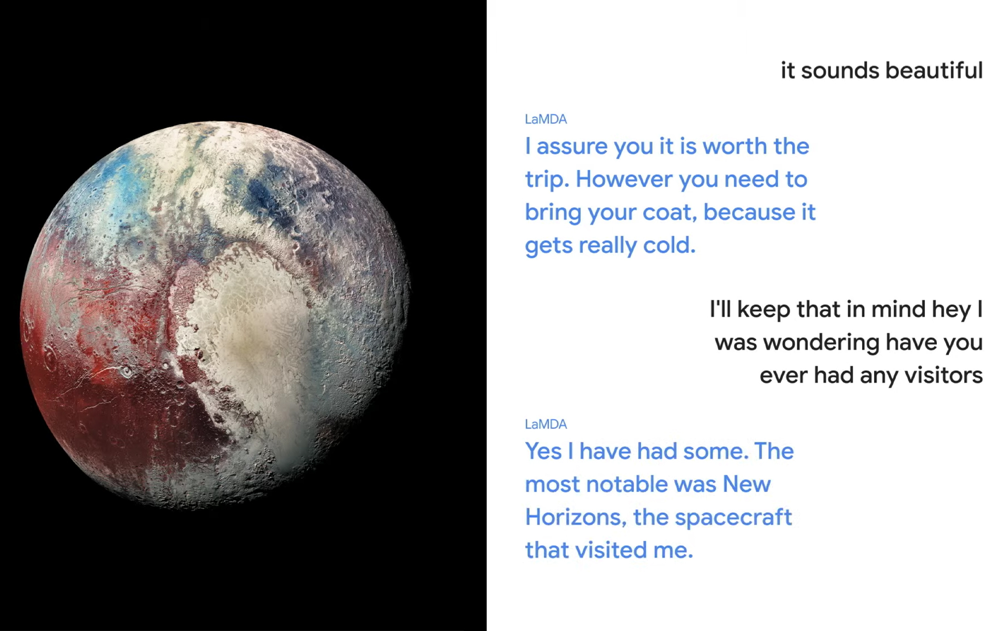 it sounds beautiful
LaMDA
I assure you it is worth the
trip. However you need to
bring your coat, because it
gets really cold.
I'll keep that in mind hey I
was wondering have you
ever had any visitors
LaMDA
Yes I have had some. The
most notable was New
Horizons, the spacecraft
that visited me.